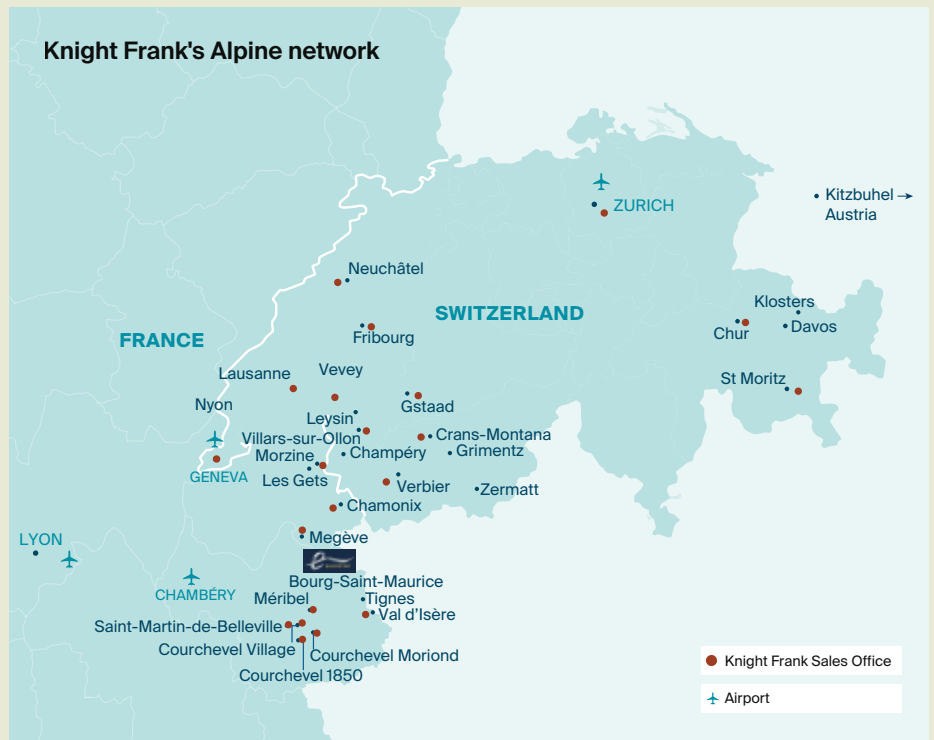 Knight Frank's Alpine network
ZURICH
Kitzbuhel
Austria
Neuchâtel
SWITZERLAND
Klosters
FRANCE
Fribourg
Chur
Davos
Lausanne
Vevey
St Moritz
Nyon
Gstaad
Leysin
Villars-sur-Ollon
Crans-Montana
Morzine
Champéry
Grimentz
GENEVA
Les Gets
Verbier
Zermatt
Chamonix
LYON
Megève
Bourg-Saint-Maurice
CHAMBÉRY
Méribel
Tignes
Val d'Isère
Saint-Martin-de-Belleville
Courchevel Village
Courchevel Moriond
Courchevel 1850
Knight Frank Sales Office
Airport